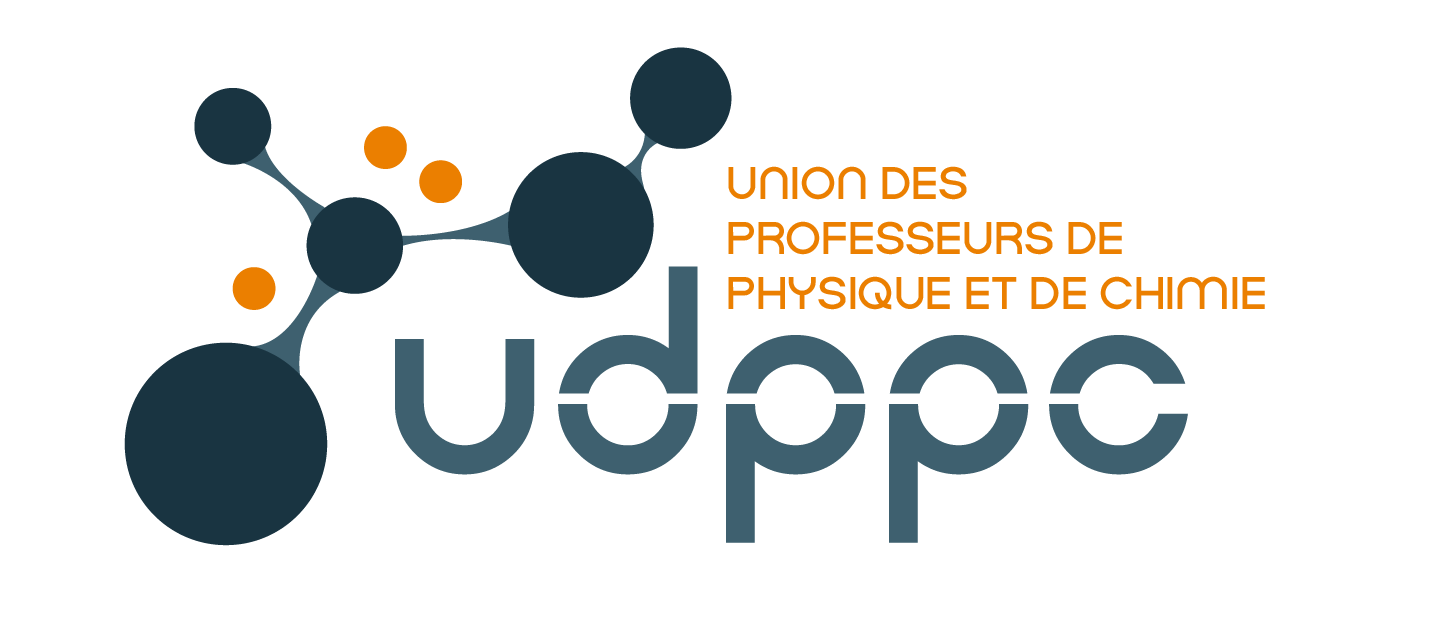 UNION DES
PROFESSEURS DE
PHYSIQUE ET DE CHIMIE
udppc